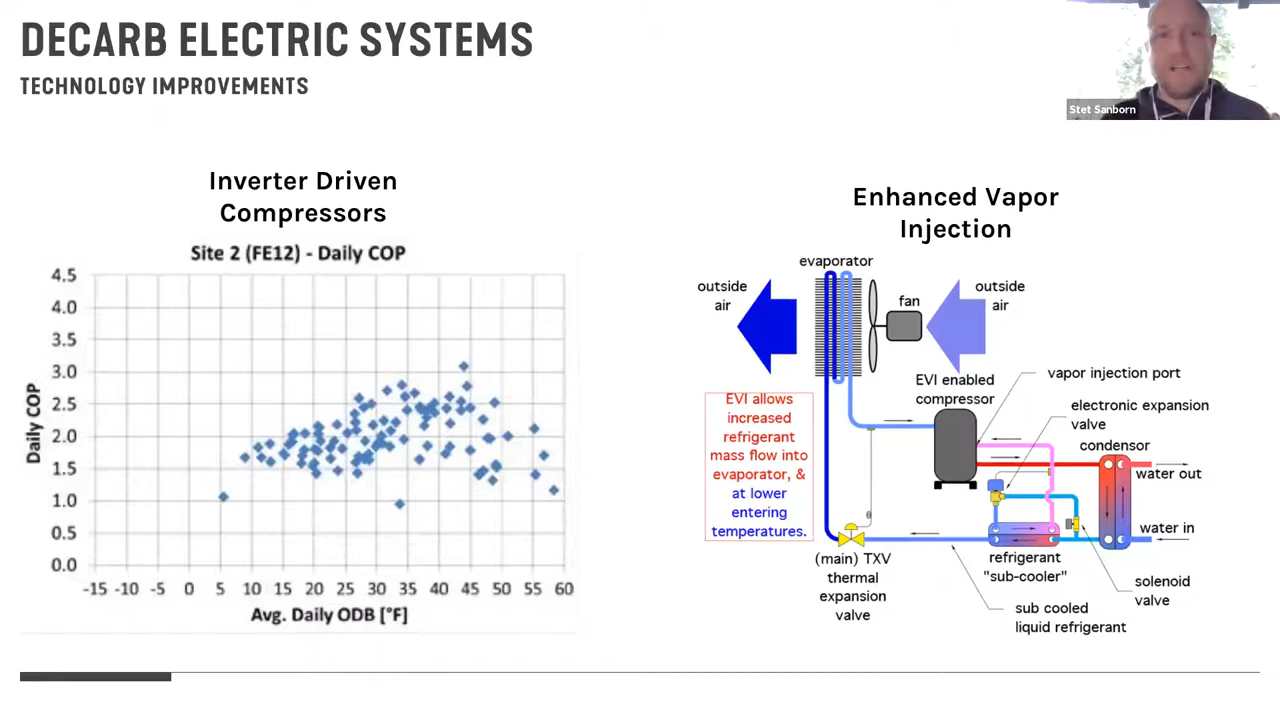 DECARB ELECTRIC SYSTEMS
TECHNOLOGY IMPROVEMENTS
Stet Sanborn
Inverter Driven
Compressors
Site 2 (FE12) - Daily COP
4.5
4.0
3.5
3.0
2.5
2.0
1.5
1.0
0.5
0.0
Daily COP
-15 -10 -5 0 5 10 15 20 25 30 35 40 45 50 55 60
Avg. Daily ODB [°F]
Enhanced Vapor
Injection
evaporator
outside
air
fan
outside
air
EVI enabled
compressor
vapor injection port
electronic expansion
valve
condensor
water out
water in
EVI allows
increased
refrigerant
mass flow into
evaporator, &
at lower
entering
temperatures.
(main) TXV
thermal
expansion
valve
refrigerant
"sub-cooler"
solenoid
valve
sub cooled
liquid refrigerant